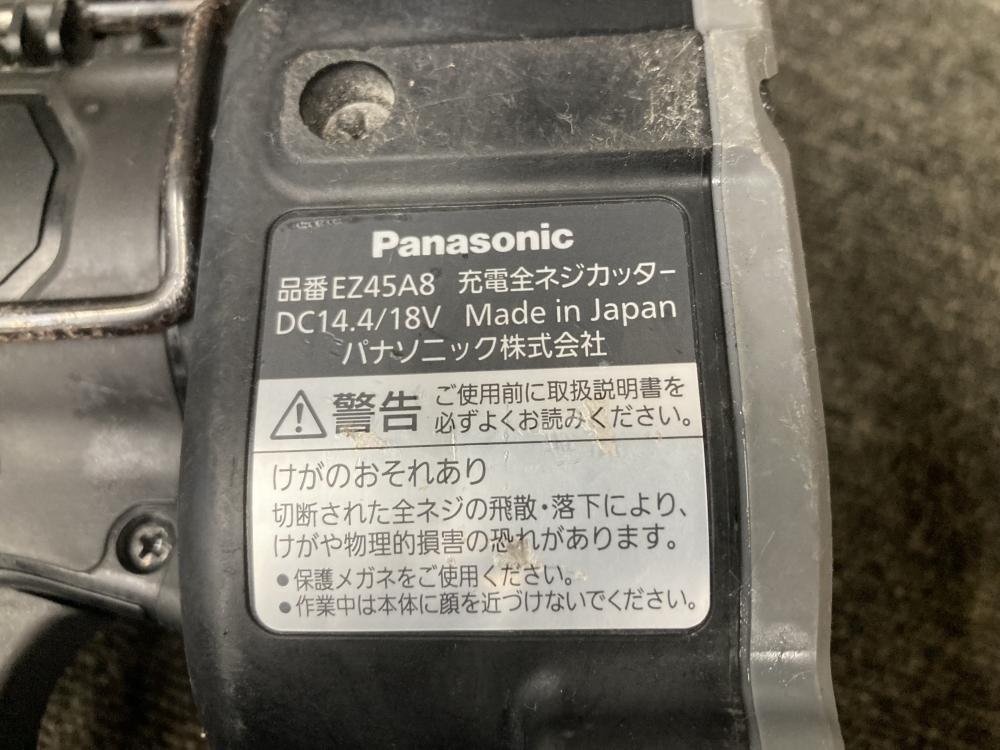 Panasonic
品番EZ45A8 充電全ネジカッター
DC14.4/18V Made in Japan
パナソニック株式会社
警告 ご使用前に取扱説明書を
必ずよくお読みください。
けがのおそれあり
切断された全ネジの飛散・落下により、
けがや物理的損害の恐れがあります。
●保護メガネをご使用ください。
●作業中は本体に顔を近づけないでください。